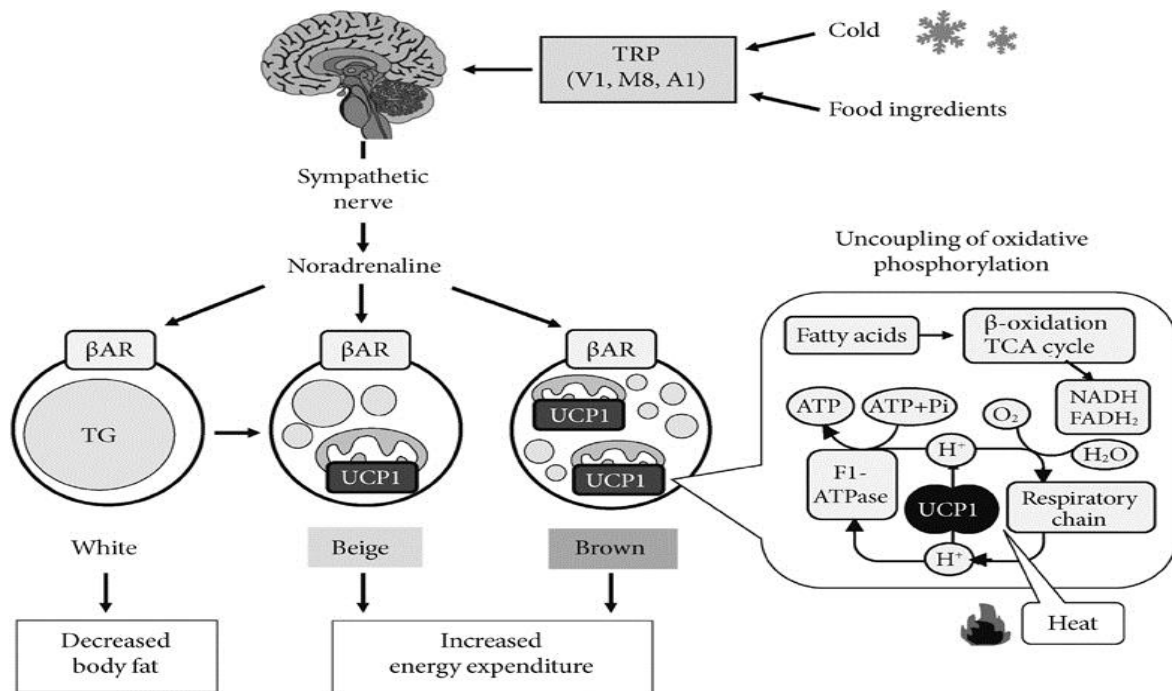 Cold
TRP
(V1, M8, A1)
Food ingredients
Sympathetic
nerve
Noradrenaline
βAR
TG
βAR
UCP1
βAR
UCP1
UCP1
White
Beige
Brown
Decreased
body fat
Increased
energy expenditure
Uncoupling of oxidative
phosphorylation
Fatty acids
β-oxidation
TCA cycle
NADH
FADH₂
ATP
ATP+Pi
O₂
H₂O
H⁺
F1-
ATPase
UCP1
Respiratory
chain
H⁺
Heat